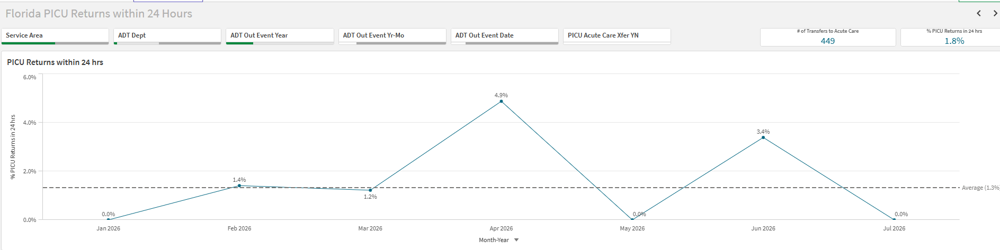 Florida PICU Returns within 24 Hours
Service Area
ADT Dept
ADT Out Event Year
ADT Out Event Yr-Mo
ADT Out Event Date
PICU Acute Care Xfer YN
# of Transfers to Acute Care
449
% PICU Returns in 24 hrs
1.8%
PICU Returns within 24 hrs
% PICU Returns in 24 hrs
6.0%
4.0%
2.0%
0.0%
0.0%
1.4%
1.2%
4.9%
0.0%
3.4%
0.0%
Average (1.3%
Jan 2026
Feb 2026
Mar 2026
Apr 2026
May 2026
Jun 2026
Jul 2026
Month-Year